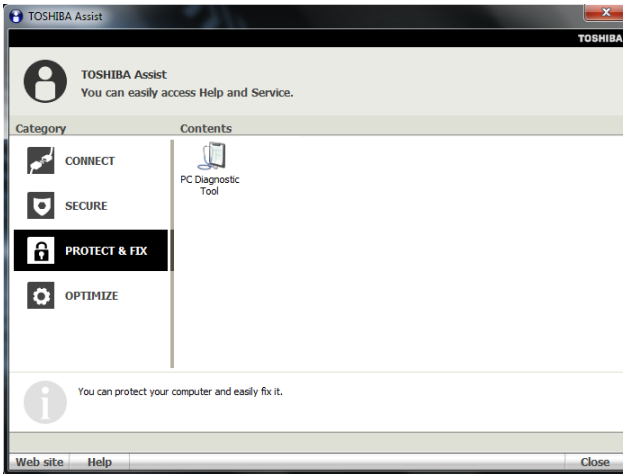 TOSHIBA Assist
TOSHIBA
TOSHIBA Assist
You can easily access Help and Service.
Category
Contents
CONNECT
SECURE
PROTECT & FIX
OPTIMIZE
PC Diagnostic
Tool
You can protect your computer and easily fix it.
Web site Help Close